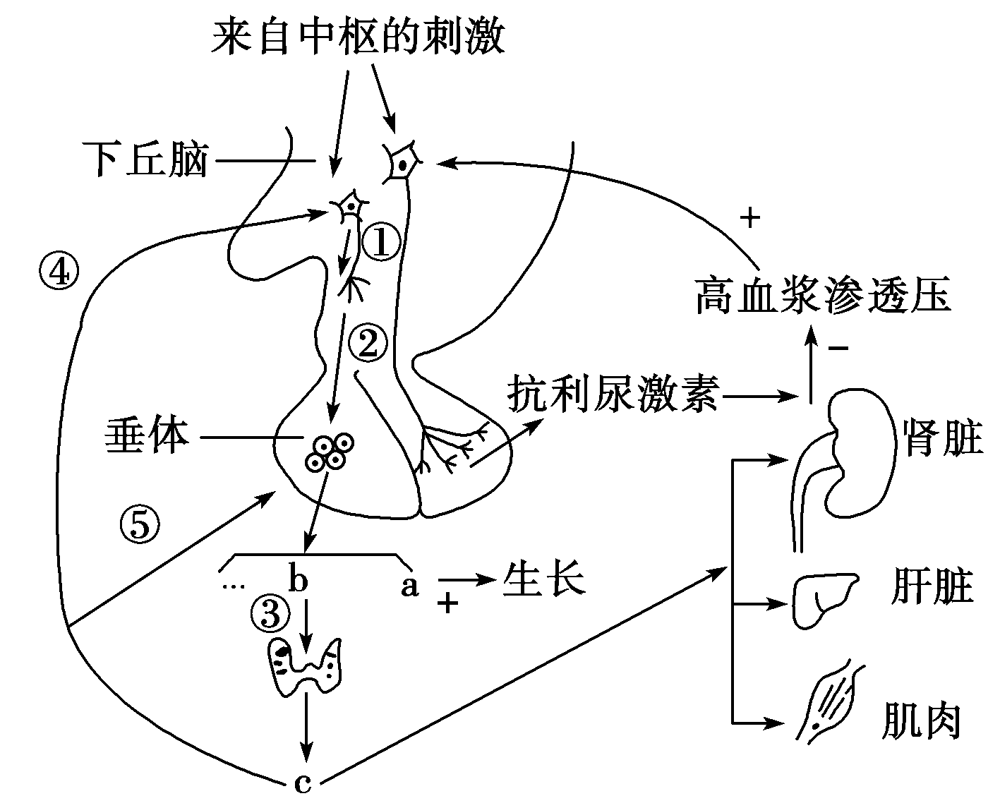 来自中枢的刺激
下丘脑
①
+
④
高血浆渗透压
②
−
抗利尿激素
垂体
肾脏
⑤
... b a + 生长
③
肝脏
肌肉
c